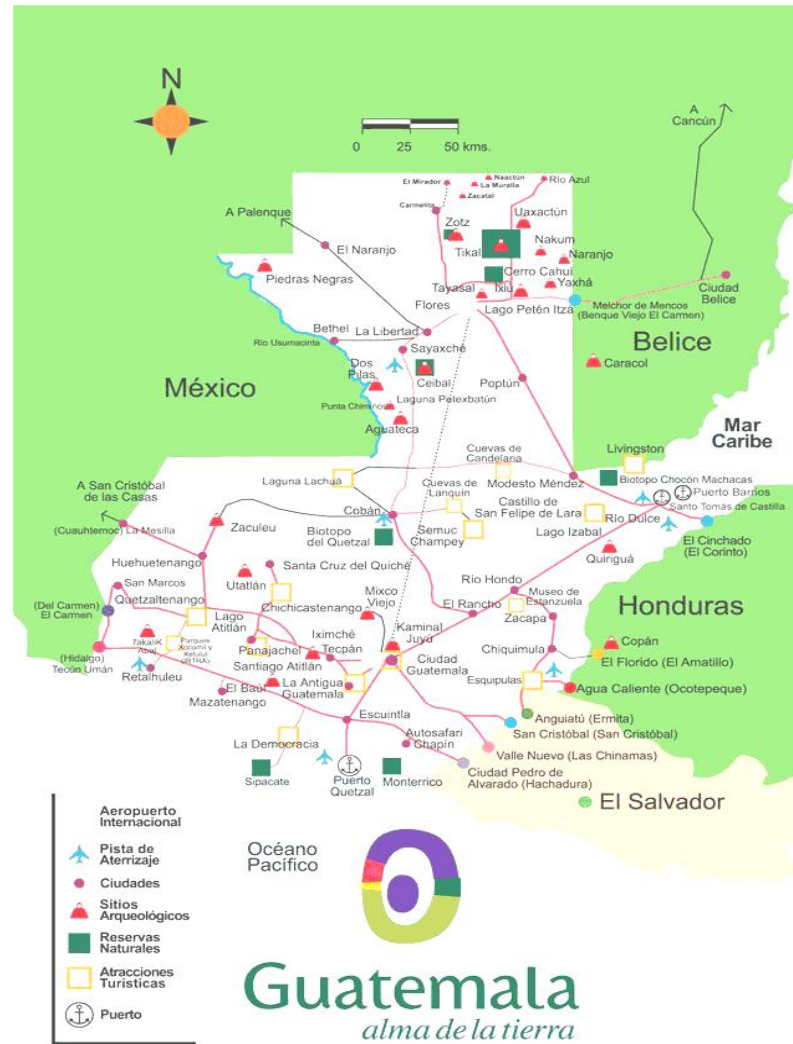 N
A
Cancún
0 25 50 kms.
El Mirador
Naactún
La Muralla
Zacatal
Río Azul
Carmelita
A Palenque
Uaxactún
Zotz
Tikal
Nakum
Naranjo
El Naranjo
Piedras Negras
Cerro Cahuí
Yaxhá
Tayasal
Ixlú
Ciudad
Belice
Flores
Lago Petén Itzá
Melchor de Mencos
(Benque Viejo El Carmen)
Bethel
La Libertad
Río Usumacinta
Sayaxché
Belice
Dos
Pilas
Ceibal
Caracol
México
Poptún
Punta Chiminos
Laguna Petexbatún
Aguateca
Mar
Caribe
Cuevas de
Candelaria
Livingston
Laguna Lachuá
Modesto Méndez
Biotopo Chocón Machacas
Puerto Barrios
A San Cristóbal
de las Casas
Cuevas de
Lanquín
Castillo de
San Felipe de Lara
Santo Tomás de Castilla
Río Dulce
(Cuauhtemoc) La Mesilla
Zaculeu
Cobán
Biotopo
del Quetzal
Semuc
Champey
Lago Izabal
El Cinchado
(El Corinto)
Quiriguá
Huehuetenango
Santa Cruz del Quiché
San Marcos
Utatlán
Mixco
Viejo
Río Hondo
Honduras
Quetzaltenango
Chichicastenango
Museo de
Estanzuela
(Del Carmen)
El Carmen
Lago
Atitlán
El Rancho
Zacapa
Takalik
Abaj
Parques
Xocomil y
Xetulul
(IRTRA)
Iximché
Tecpán
Kaminal
Juyú
Copán
Panajachel
Chiquimula
(Hidalgo)
Tecún Umán
Santiago Atitlán
Ciudad
Guatemala
El Florido (El Amatillo)
Retalhuleu
El Baúl
La Antigua
Guatemala
Esquipulas
Agua Caliente (Ocotepeque)
Mazatenango
Escuintla
Anguiatú (Ermita)
San Cristóbal (San Cristóbal)
Autosafari
Chapín
La Democracia
Valle Nuevo (Las Chinamas)
Sipacate
Puerto
Quetzal
Monterrico
Ciudad Pedro de
Alvarado (Hachadura)
El Salvador
Océano
Pacífico
Aeropuerto
Internacional
Pista de
Aterrizaje
Ciudades
Sitios
Arqueológicos
Reservas
Naturales
Atracciones
Turísticas
Puerto
Guatemala
alma de la tierra